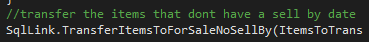 //transfer the items that dont have a sell by date
SqlLink.TransferItemsToForSaleNoSellBy(ItemsToTrans